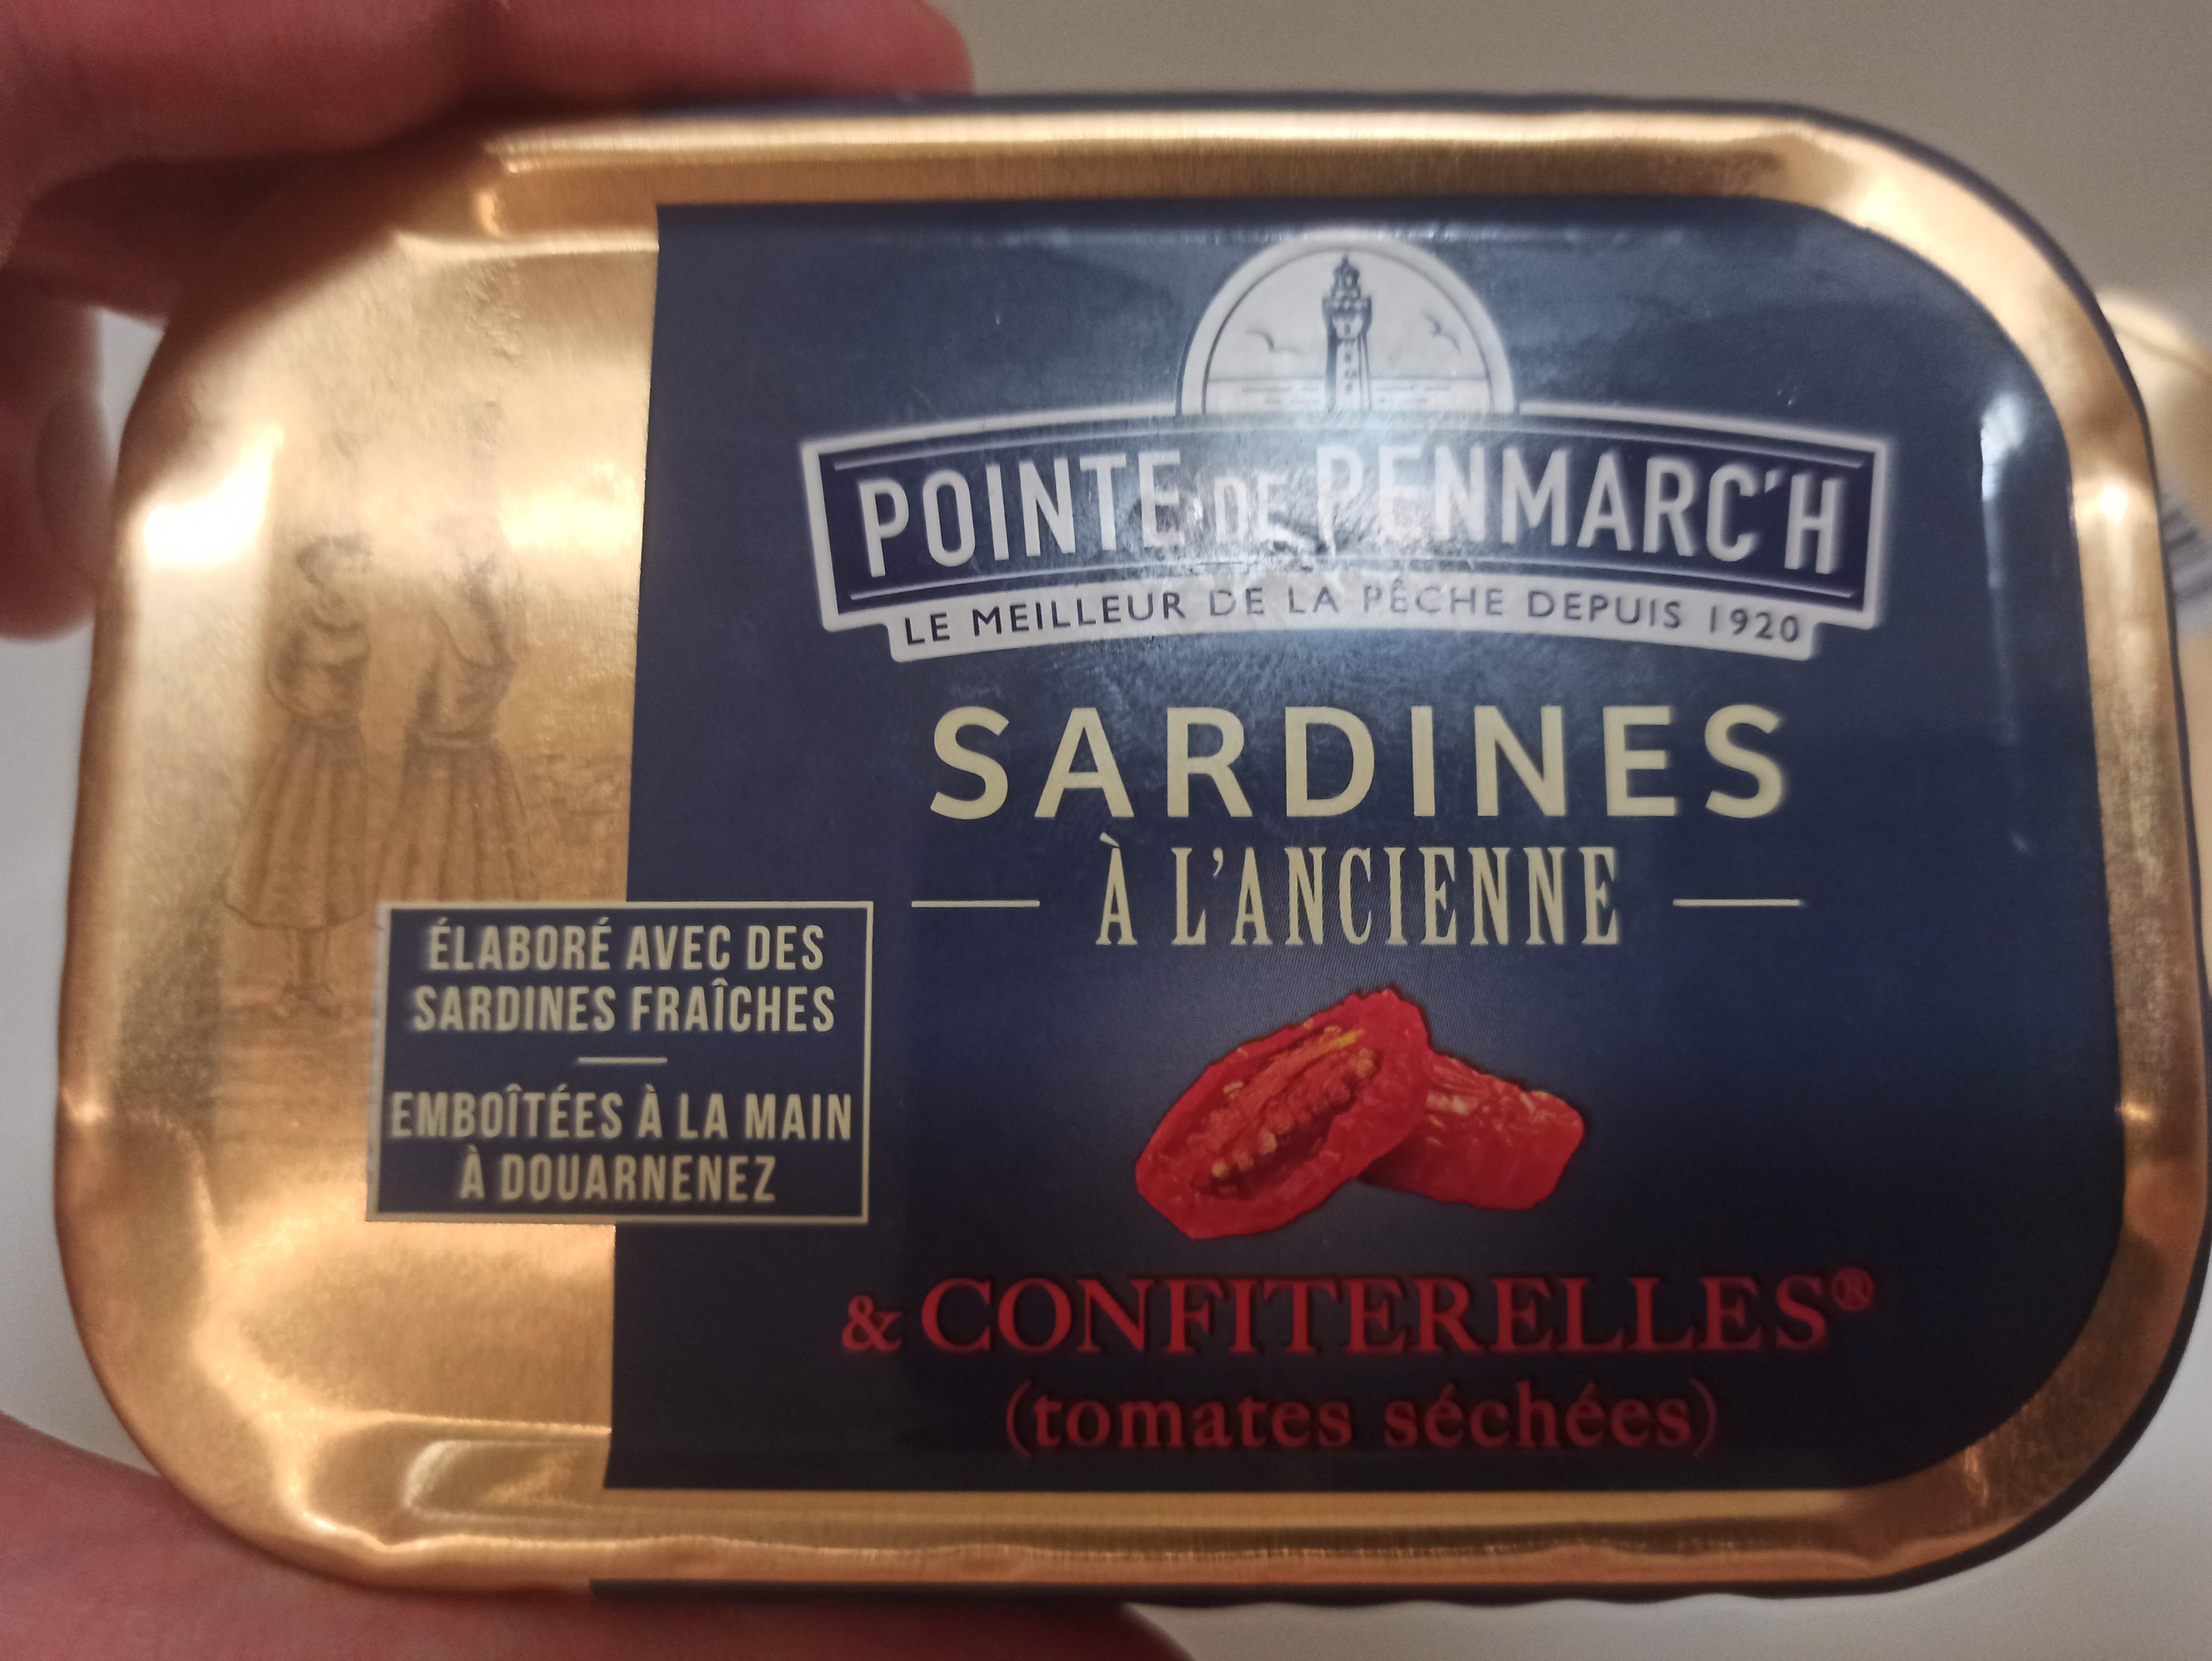 POINTE DE PENMARC'H
LE MEILLEUR DE LA PÊCHE DEPUIS 1920
SARDINES
À L'ANCIENNE
ÉLABORÉ AVEC DES
SARDINES FRAÎCHES
EMBOÎTÉES À LA MAIN
À DOUARNENEZ
& CONFITERELLES®
(tomates séchées)